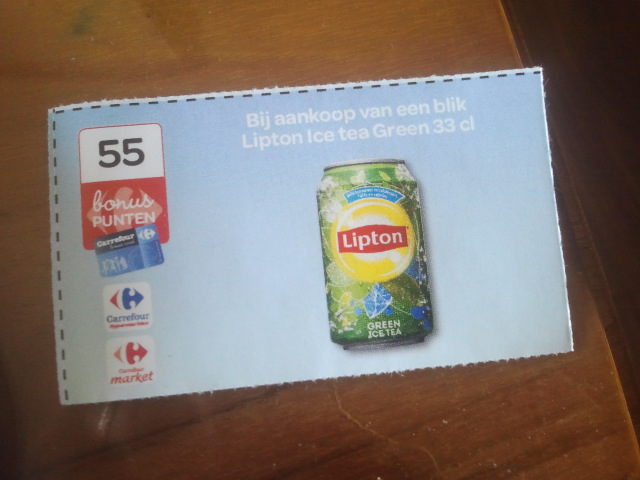 Bij aankoop van een blik
Lipton Ice tea Green 33 cl
55
bonus
PUNTEN
Carrefour
Carrefour
Carrefour
market
Lipton
GREEN
ICE TEA